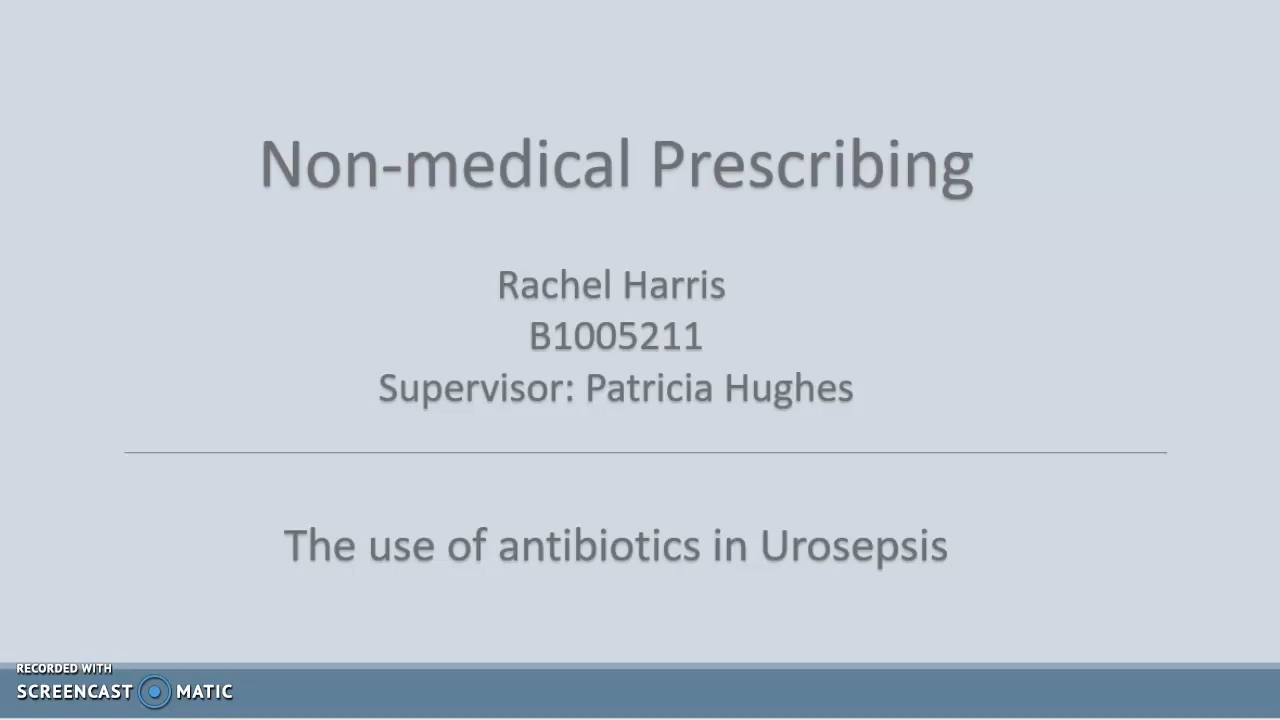 Non-medical Prescribing
Rachel Harris
B1005211
Supervisor: Patricia Hughes
The use of antibiotics in Urosepsis
RECORDED WITH
SCREENCAST MATIC